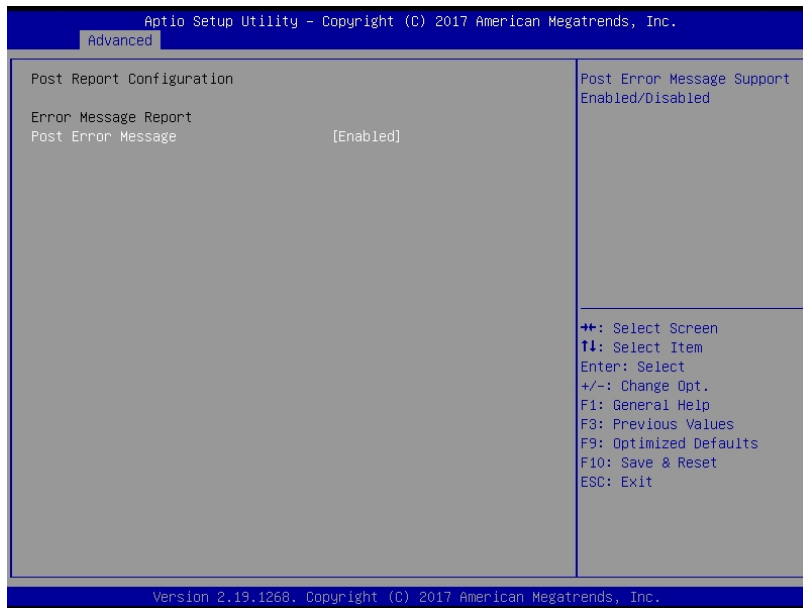 Aptio Setup Utility – Copyright (C) 2017 American Megatrends, Inc.
Advanced
Post Report Configuration
Error Message Report
Post Error Message [Enabled]
Post Error Message Support
Enabled/Disabled
→←: Select Screen
↑↓: Select Item
Enter: Select
+/-: Change Opt.
F1: General Help
F3: Previous Values
F9: Optimized Defaults
F10: Save & Reset
ESC: Exit
Version 2.19.1268. Copyright (C) 2017 American Megatrends, Inc.